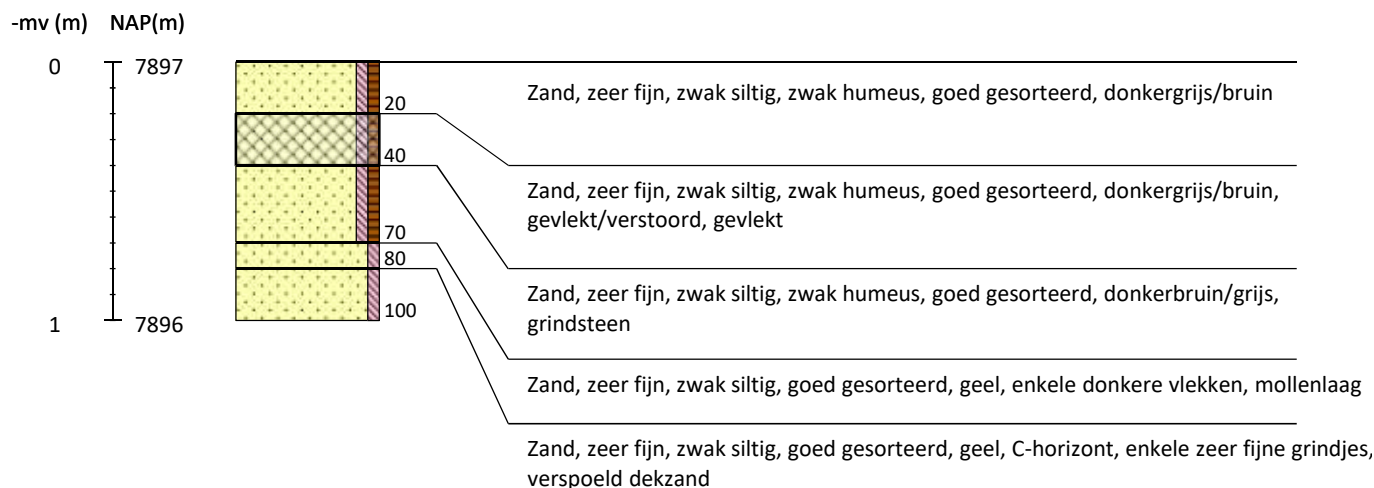 -mv (m) NAP(m)
0 7897
20
40
70
80
100
1 7896
Zand, zeer fijn, zwak siltig, zwak humeus, goed gesorteerd, donkergrijs/bruin
Zand, zeer fijn, zwak siltig, zwak humeus, goed gesorteerd, donkergrijs/bruin,
gevlekt/verstoord, gevlekt
Zand, zeer fijn, zwak siltig, zwak humeus, goed gesorteerd, donkerbruin/grijs,
grindsteen
Zand, zeer fijn, zwak siltig, goed gesorteerd, geel, enkele donkere vlekken, mollenlaag
Zand, zeer fijn, zwak siltig, goed gesorteerd, geel, C-horizont, enkele zeer fijne grindjes,
verspoeld dekzand